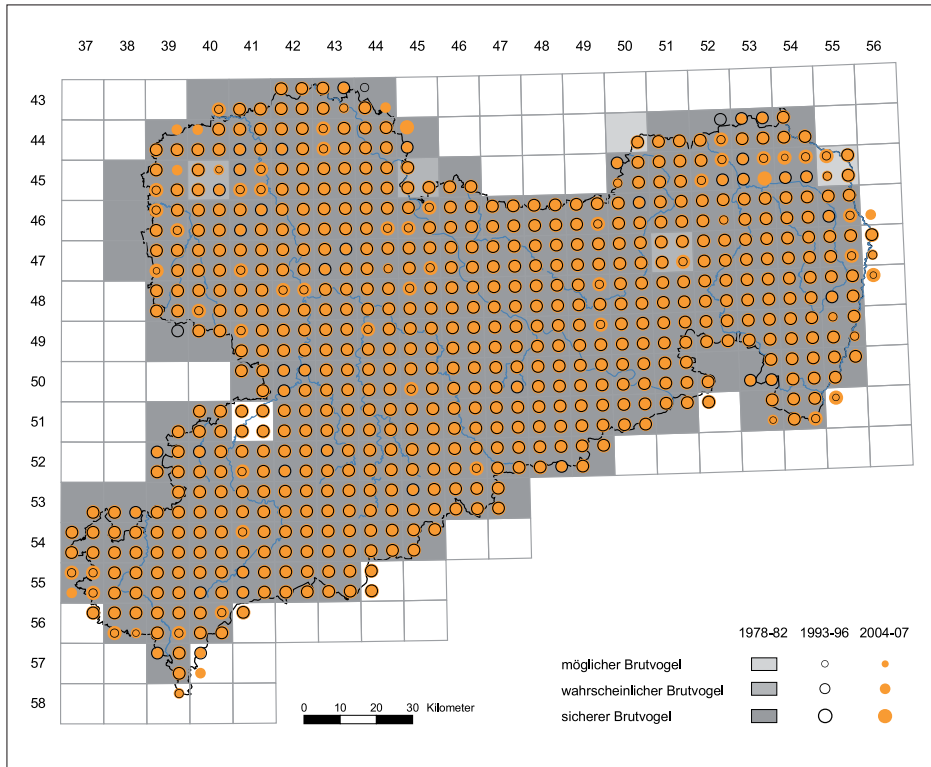 37 38 39 40 41 42 43 44 45 46 47 48 49 50 51 52 53 54 55 56
43
44
45
46
47
48
49
50
51
52
53
54
55
56
57
58
1978-82 1993-96 2004-07
möglicher Brutvogel
wahrscheinlicher Brutvogel
sicherer Brutvogel
0 10 20 30 Kilometer